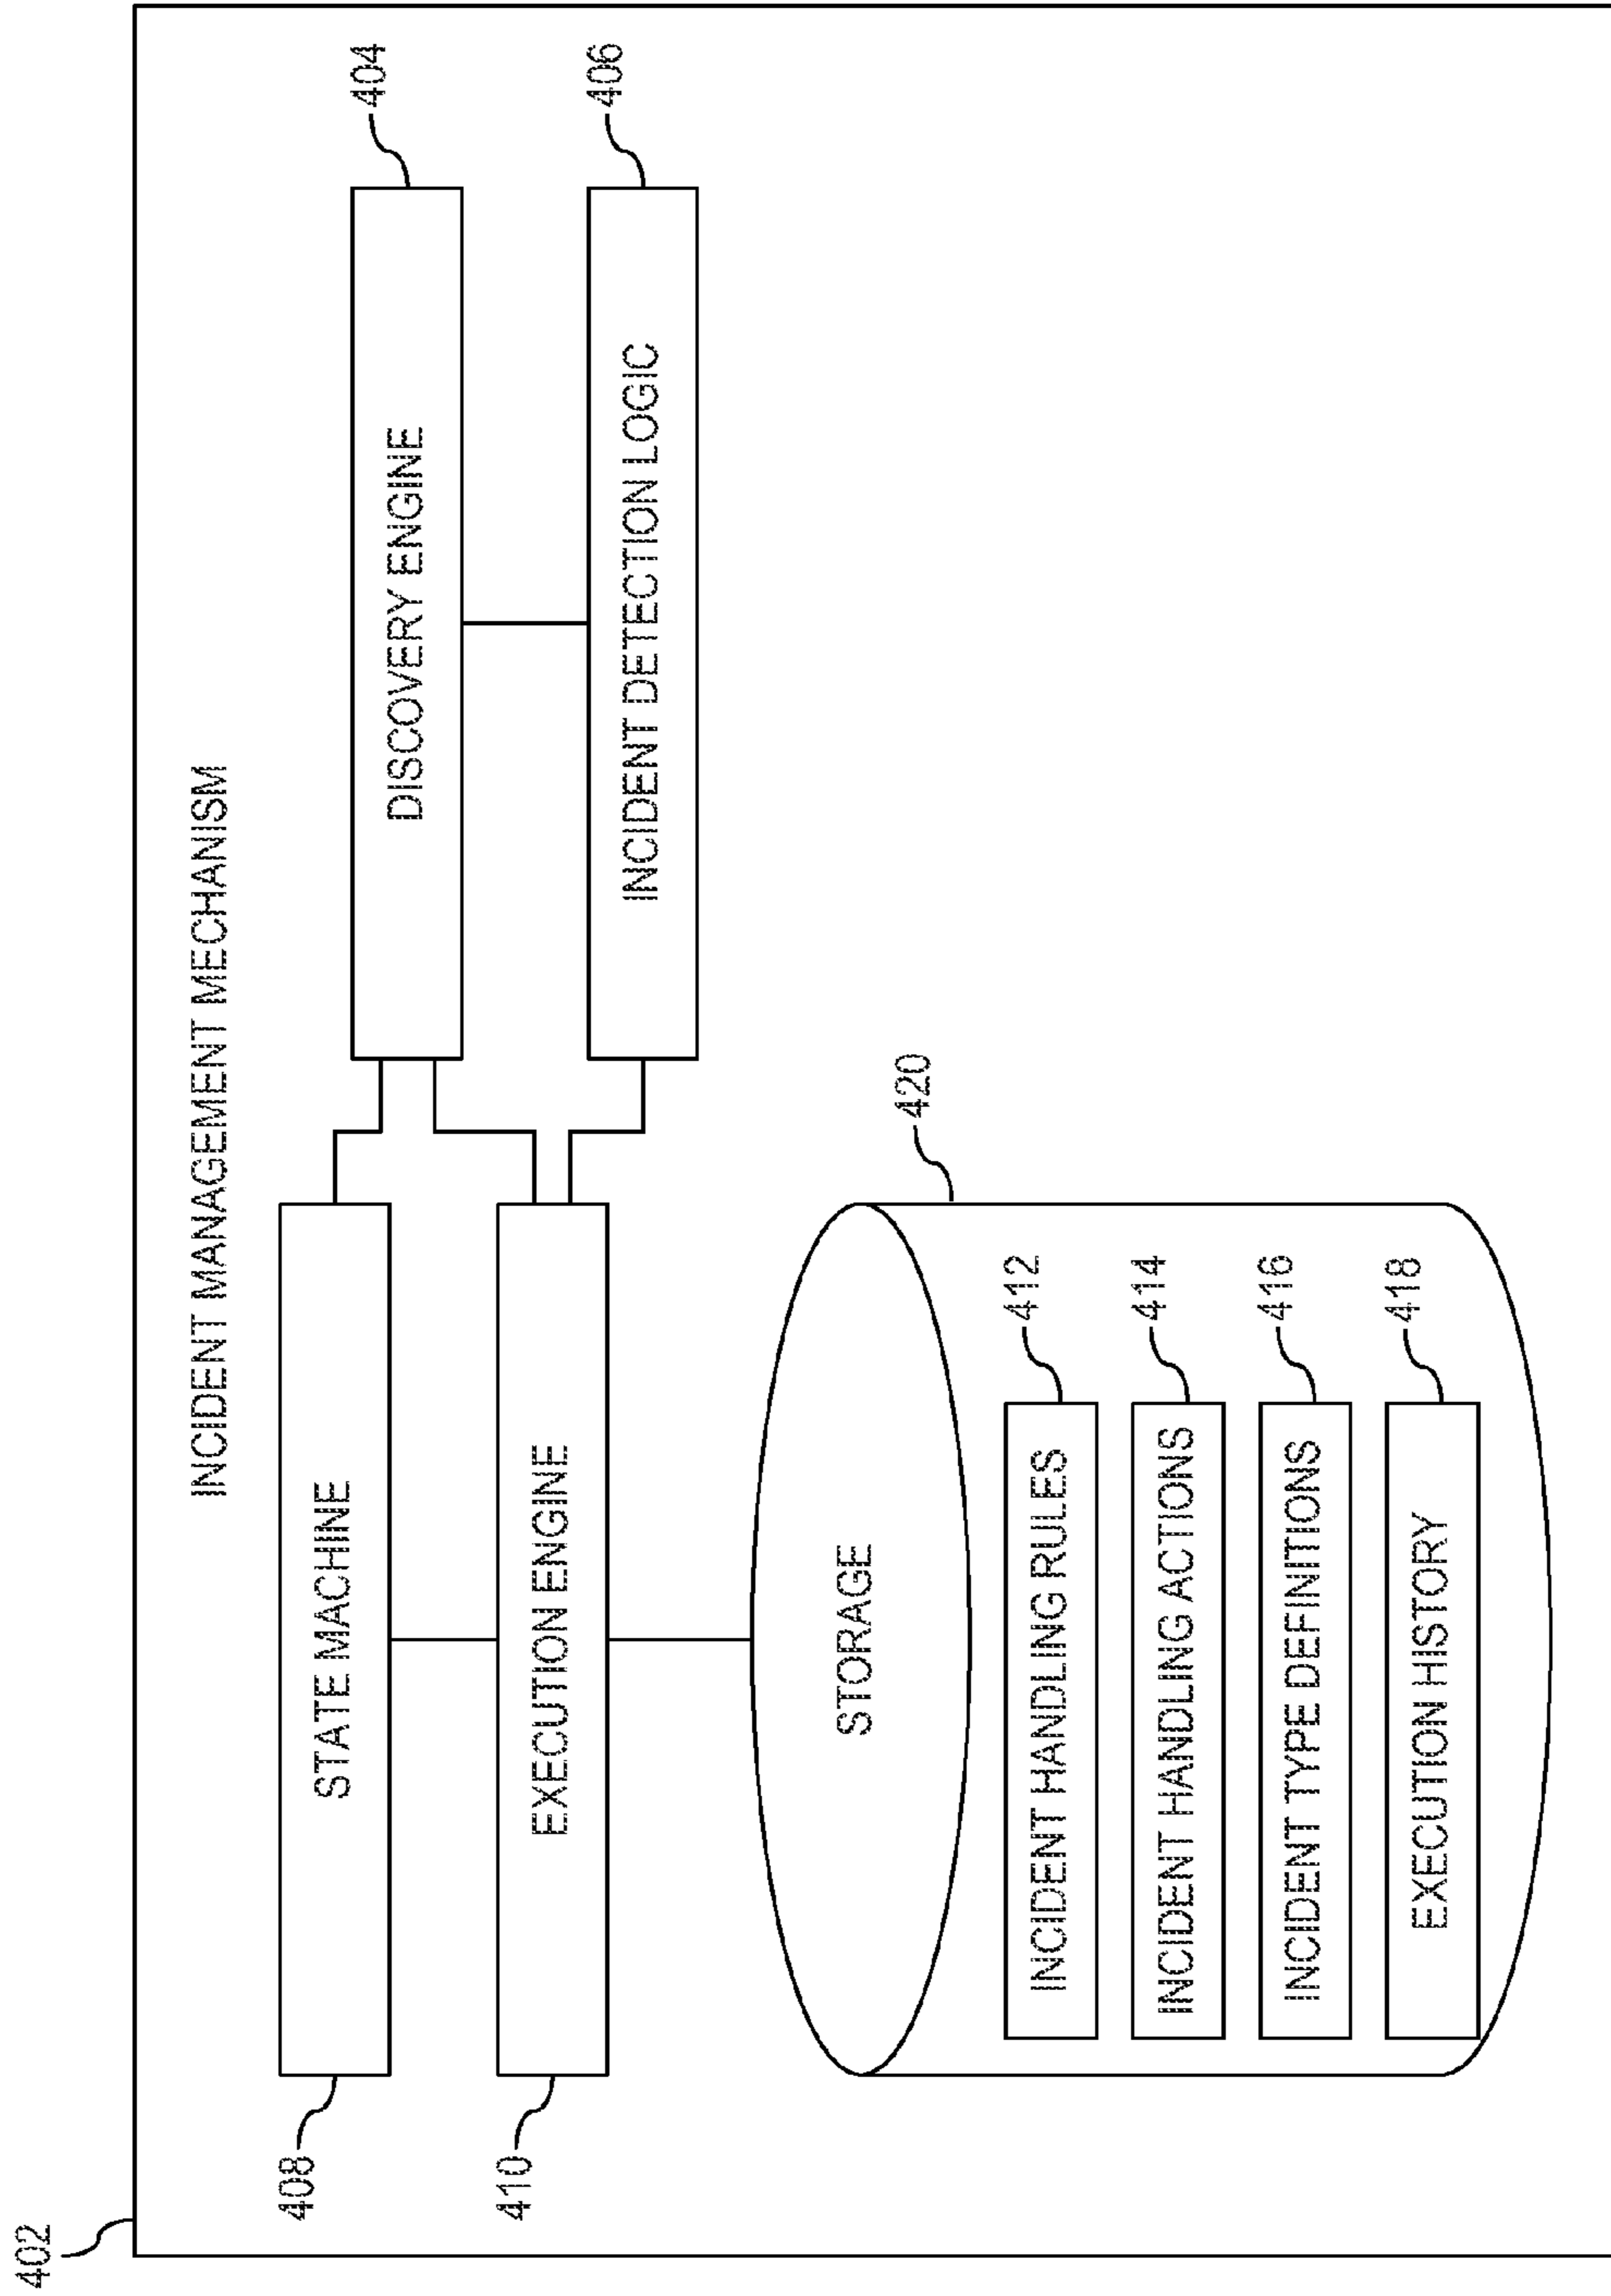 402
INCIDENT MANAGEMENT MECHANISM
408
STATE MACHINE
DISCOVERY ENGINE
404
410
EXECUTION ENGINE
INCIDENT DETECTION LOGIC
406
STORAGE
420
INCIDENT HANDLING RULES
412
INCIDENT HANDLING ACTIONS
414
INCIDENT TYPE DEFINITIONS
416
EXECUTION HISTORY
418